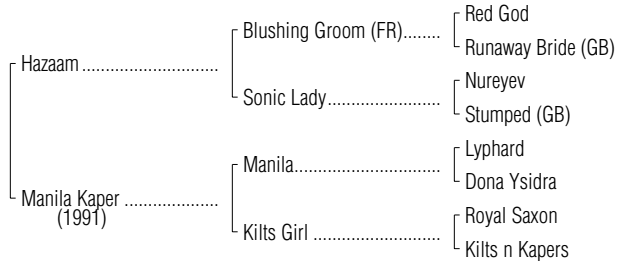 Red God
Blushing Groom (FR)........
Runaway Bride (GB)
Hazaam ..............................
Nureyev
Sonic Lady.........................
Stumped (GB)
Lyphard
Manila................................
Dona Ysidra
Manila Kaper ....................
(1991)
Royal Saxon
Kilts Girl ............................
Kilts n Kapers